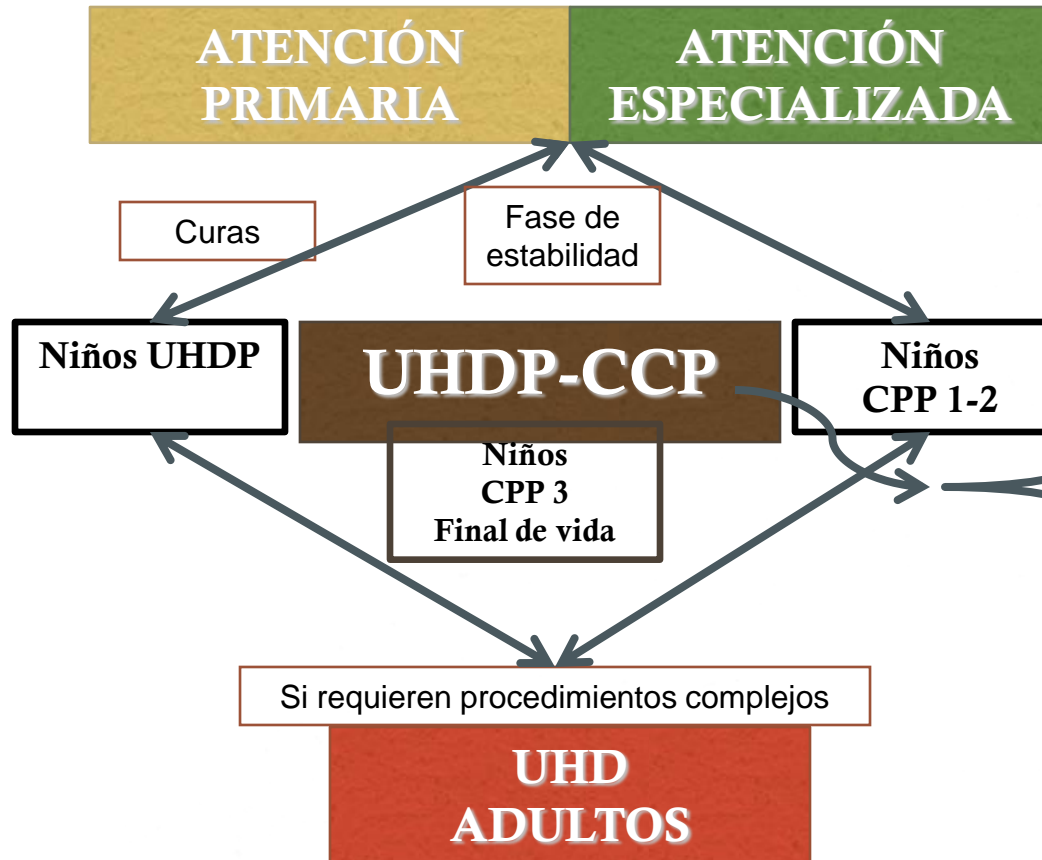 ATENCIÓN
PRIMARIA
ATENCIÓN
ESPECIALIZADA
Curas
Fase de
estabilidad
Niños UHDP
UHDP-CCP
Niños
CPP 1-2
Niños
CPP 3
Final de vida
Si requieren procedimientos complejos
UHD
ADULTOS